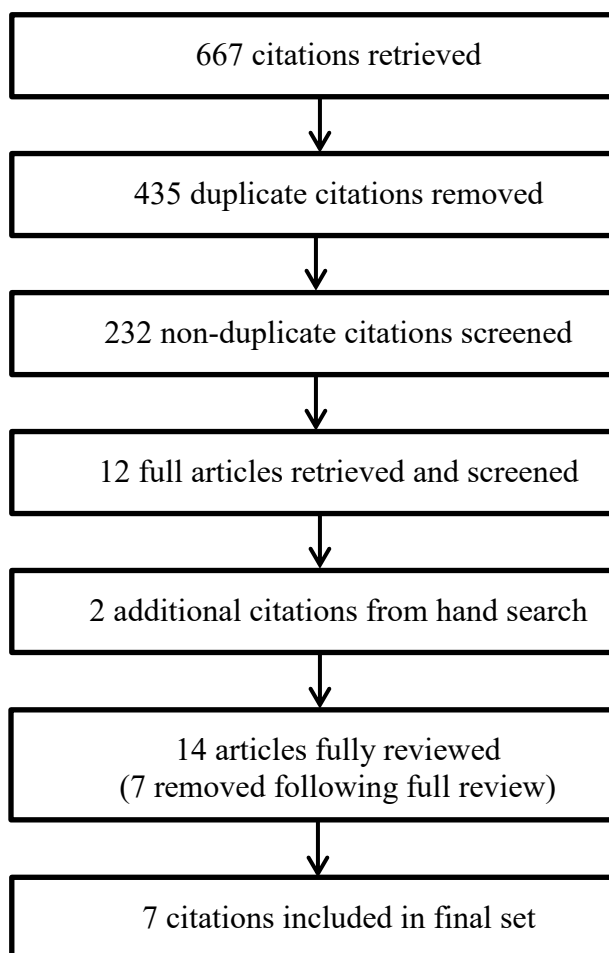 667 citations retrieved
435 duplicate citations removed
232 non-duplicate citations screened
12 full articles retrieved and screened
2 additional citations from hand search
14 articles fully reviewed
(7 removed following full review)
7 citations included in final set